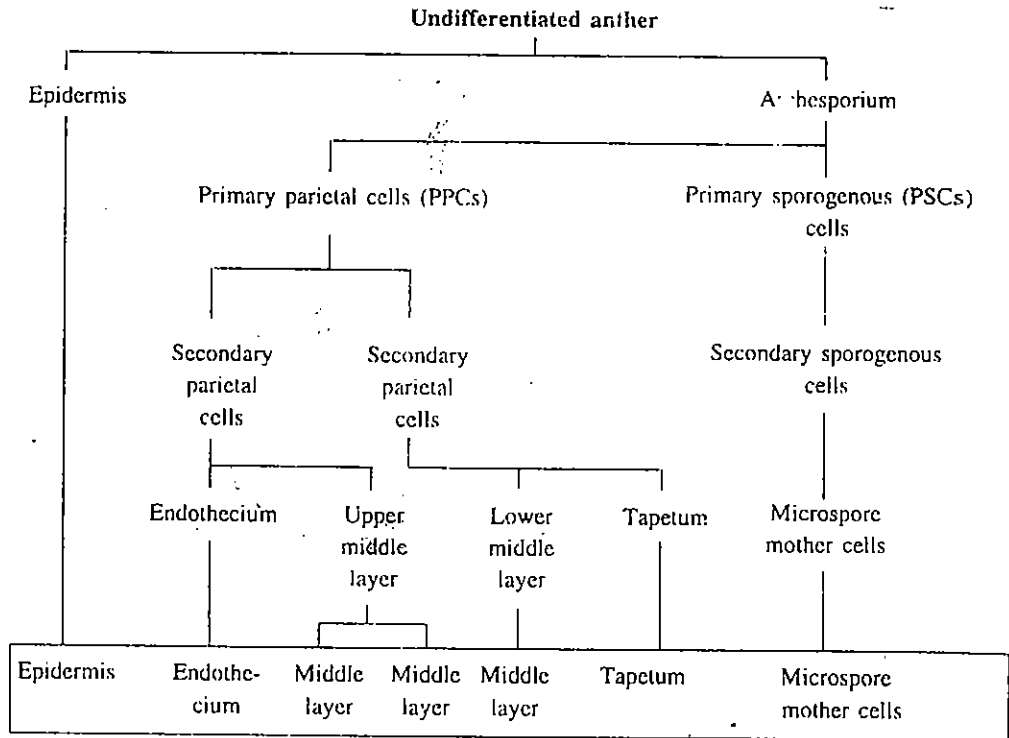 Undifferentiated anther
Epidermis
Primary parietal cells (PPCs)
Primary sporogenous (PSCs)
cells
Secondary
parietal
cells
Secondary
parietal
cells
Secondary sporogenous
cells
Endothecium
Upper
middle
layer
Lower
middle
layer
Tapetum
Microspore
mother cells
Epidermis
Endothe-
cium
Middle
layer
Middle
layer
Middle
layer
Tapetum
Microspore
mother cells